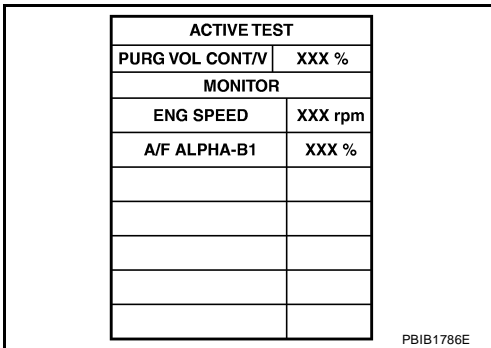 ACTIVE TEST
PURG VOL CONT/V XXX %
MONITOR
ENG SPEED XXX rpm
A/F ALPHA-B1 XXX %
PBIB1786E